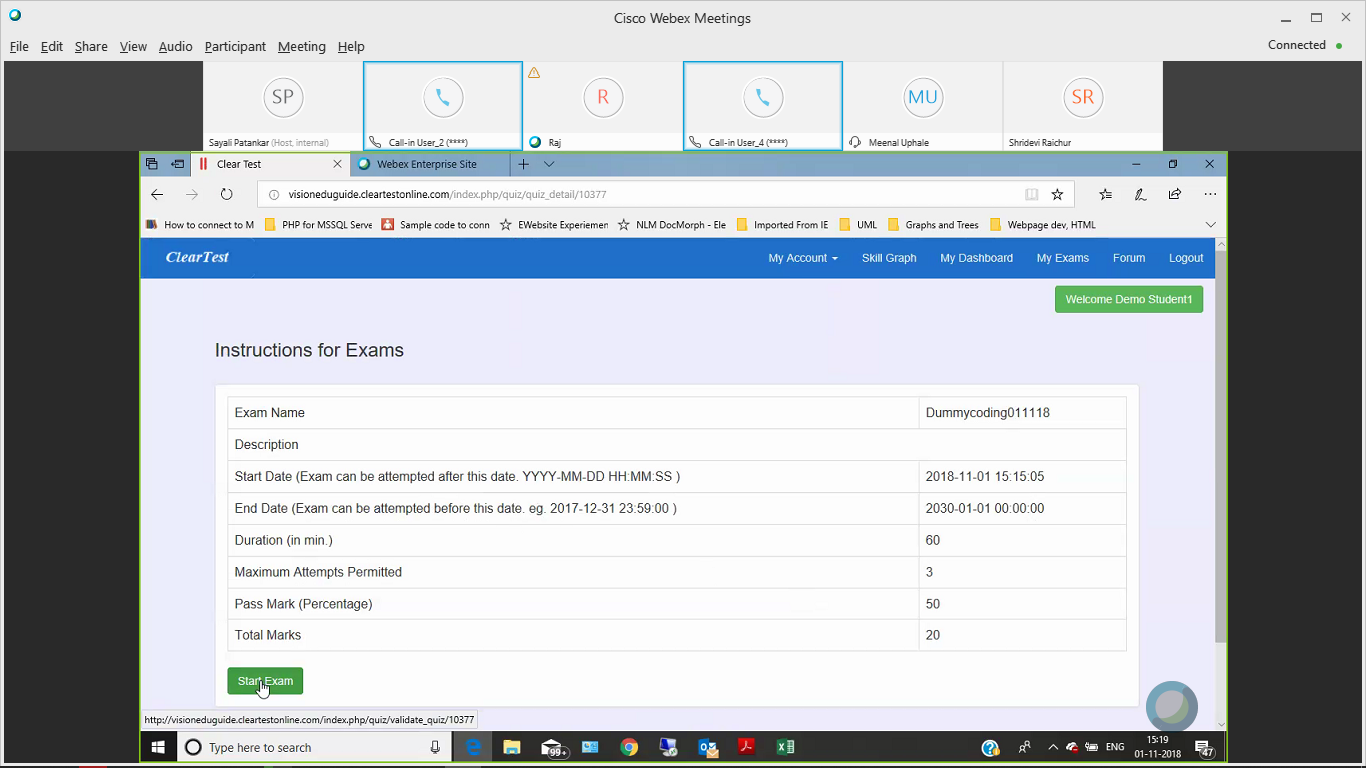 Cisco Webex Meetings
File Edit Share View Audio Participant Meeting Help
Connected
SP
R
MU
SR
Sayali Patankar (Host, internal)
Call-in User_2 (****)
Raj
Call-in User_4 (****)
Meenal Uphale
Shridevi Raichur
Clear Test
Webex Enterprise Site
visioneduguide.cleartestonline.com/index.php/quiz/quiz_detail/10377
How to connect to M PHP for MSSQL Serve Sample code to conn EWebsite Experiemen NLM DocMorph - Ele Imported From IE UML Graphs and Trees Webpage dev, HTML
ClearTest
My Account Skill Graph My Dashboard My Exams Forum Logout
Welcome Demo Student1
Instructions for Exams
Exam Name Dummycoding011118
Description
Start Date (Exam can be attempted after this date. YYYY-MM-DD HH:MM:SS ) 2018-11-01 15:15:05
End Date (Exam can be attempted before this date. eg. 2017-12-31 23:59:00 ) 2030-01-01 00:00:00
Duration (in min.) 60
Maximum Attempts Permitted 3
Pass Mark (Percentage) 50
Total Marks 20
Start Exam
http://visioneduguide.cleartestonline.com/index.php/quiz/validate_quiz/10377
Type here to search
99+
ENG
15:19
01-11-2018
47